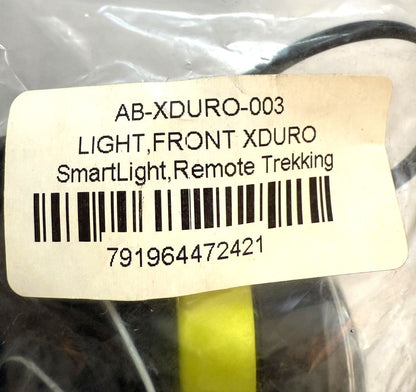 AB-XDURO-003
LIGHT,FRONT XDURO
SmartLight,Remote Trekking
791964472421